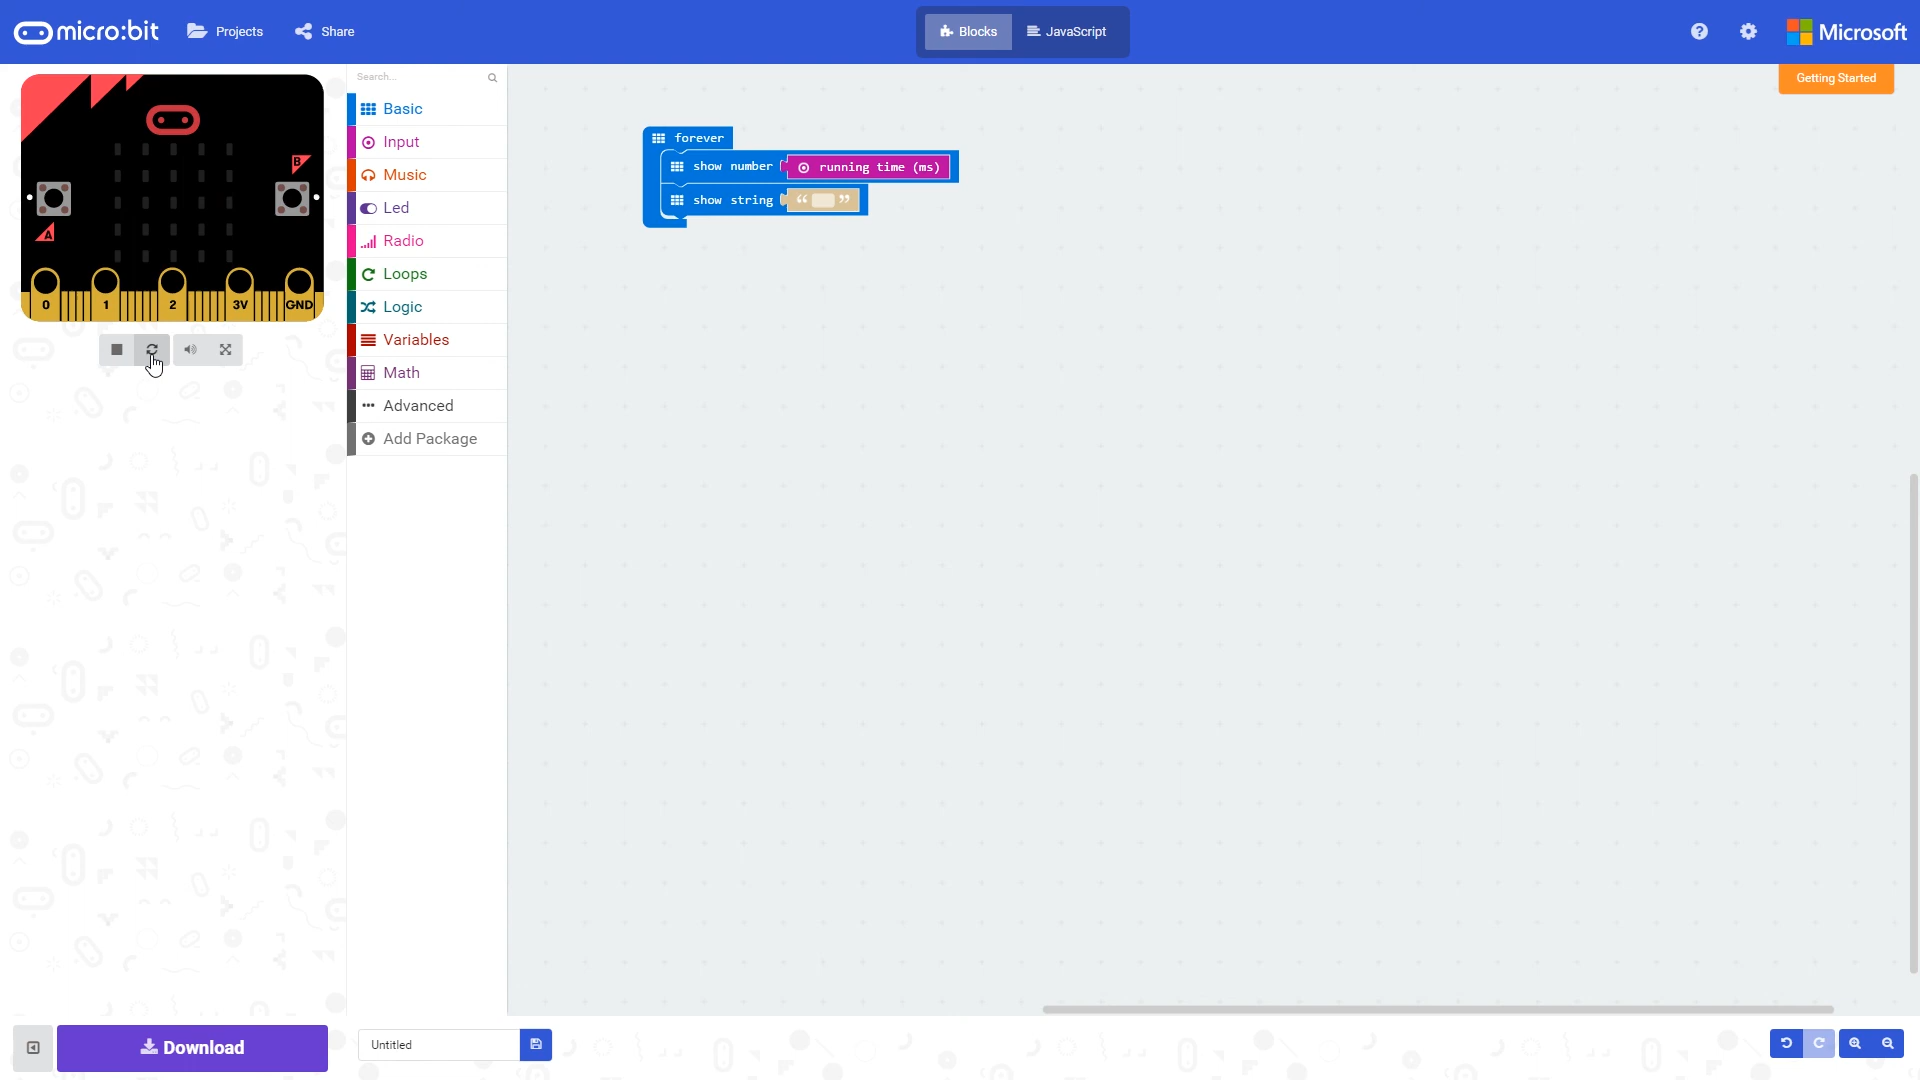 micro:bit
Projects
Share
Blocks
JavaScript
Microsoft
Getting Started
Search...
Basic
Input
Music
Led
Radio
Loops
Logic
Variables
Math
Advanced
Add Package
forever
show number running time (ms)
show string “ ”
B
A
0 1 2 3V GND
Download
Untitled